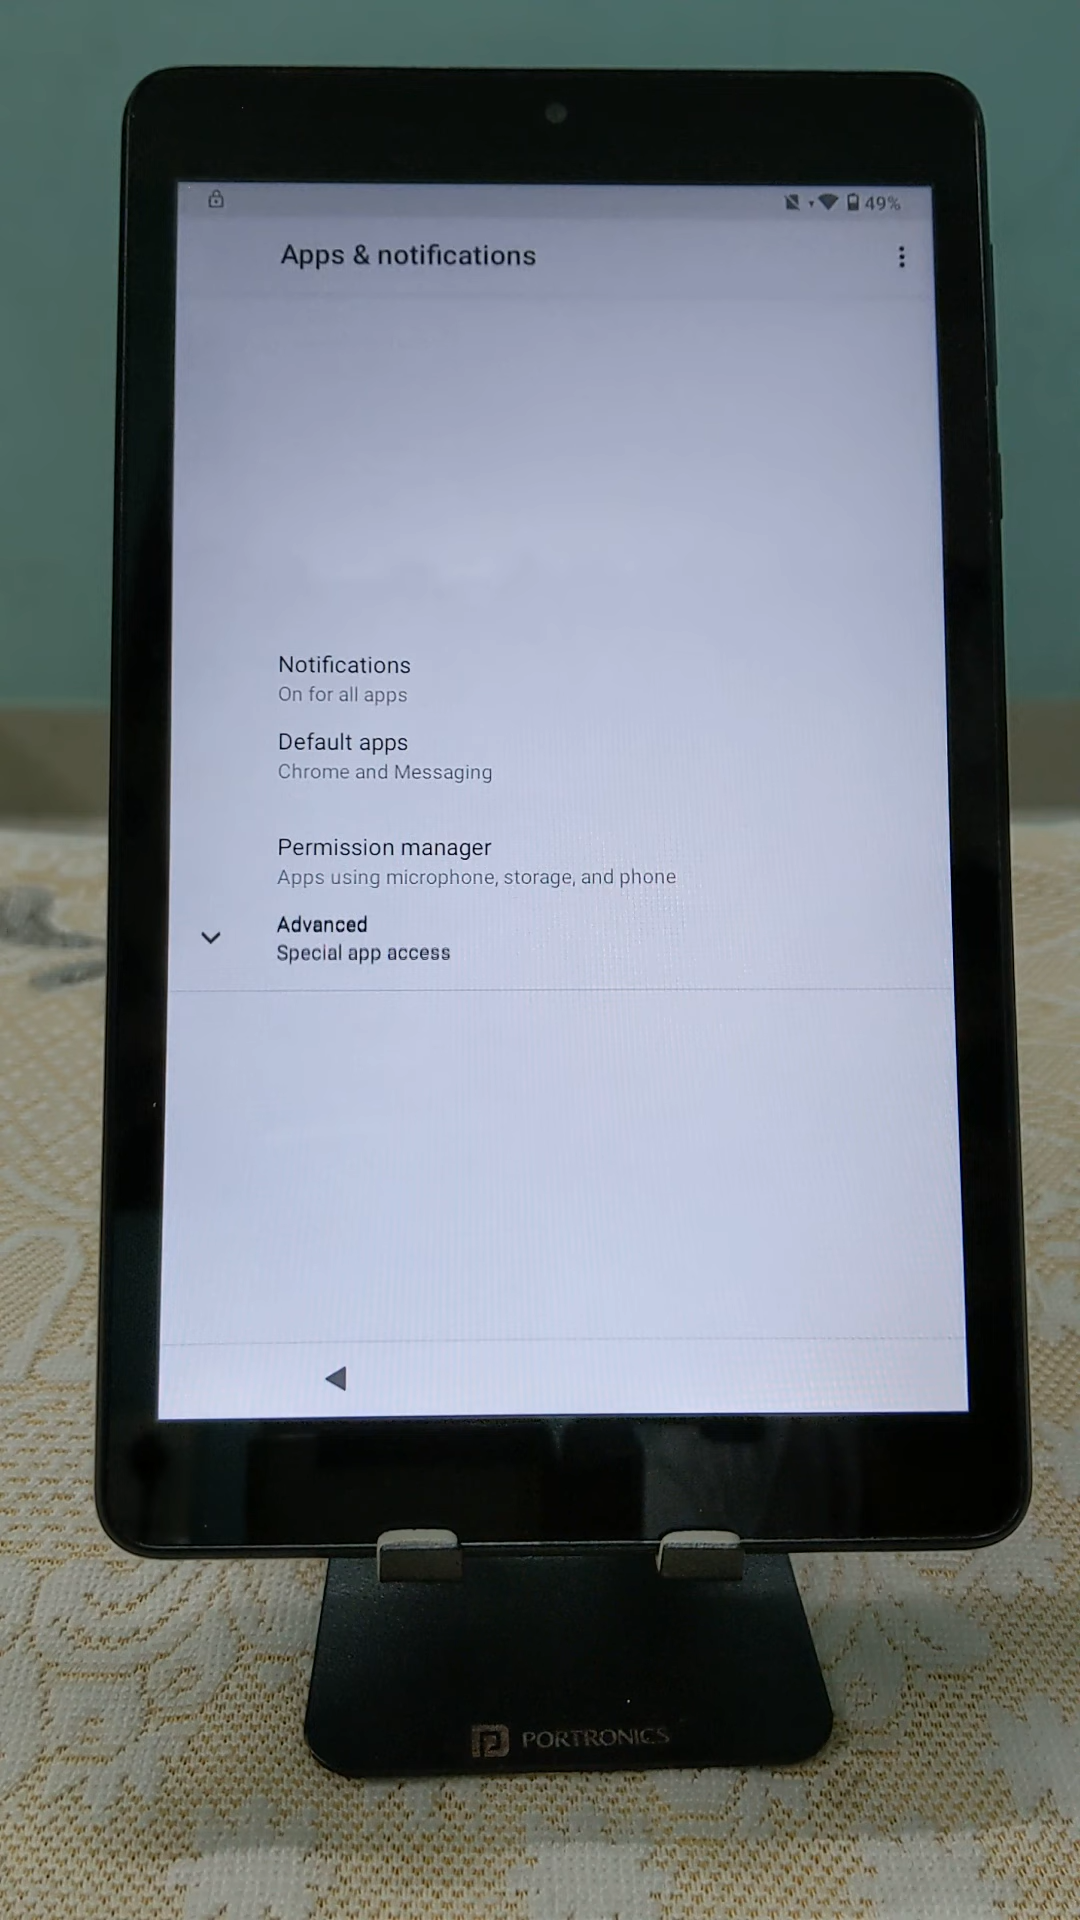 49%
Apps & notifications
Notifications
On for all apps
Default apps
Chrome and Messaging
Permission manager
Apps using microphone, storage, and phone
Advanced
Special app access
PORTRONICS